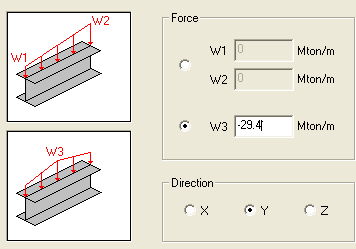 W2
W1
W3
Force
W1 0 Mton/m
W2 0 Mton/m
W3 -29.4 Mton/m
Direction
X Y Z